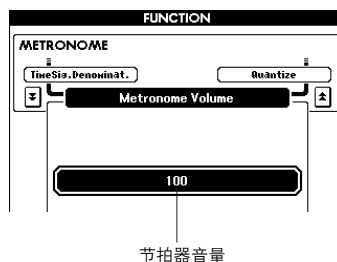 FUNCTION
METRONOME
TimeSig.Denominat.
Quantize
Metronome Volume
100
节拍器音量